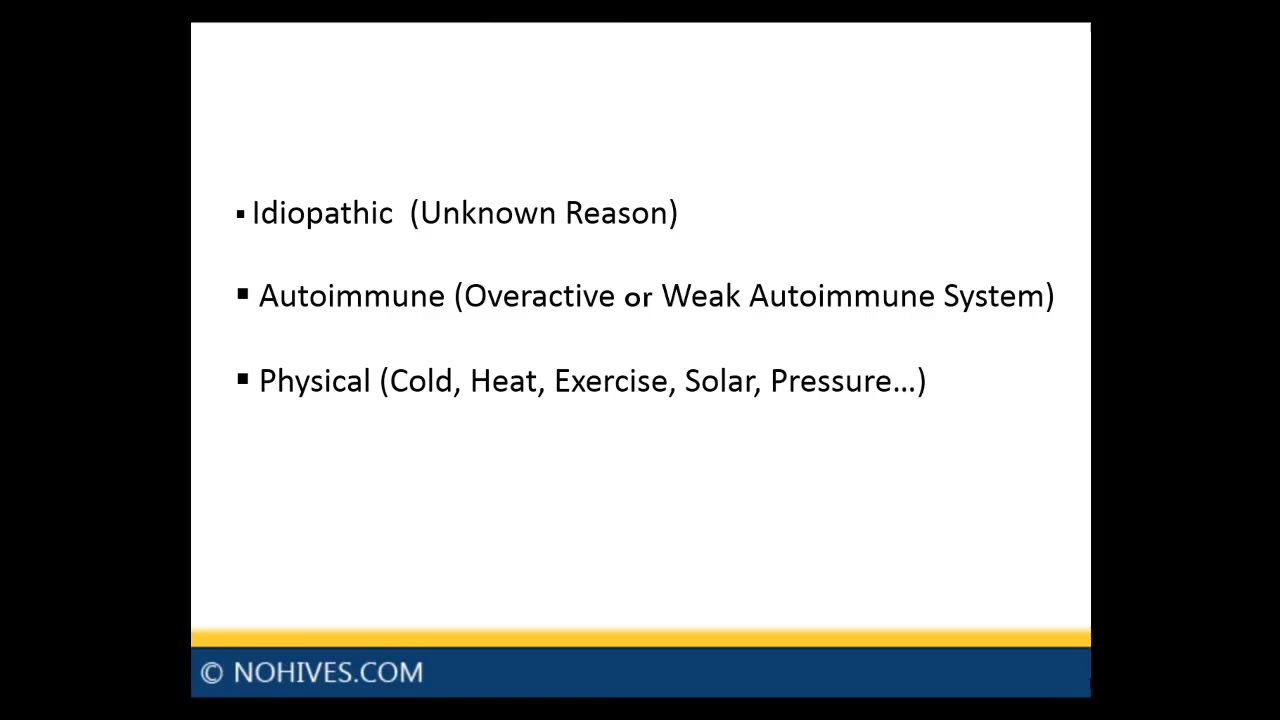 ▪ Idiopathic (Unknown Reason)
▪ Autoimmune (Overactive or Weak Autoimmune System)
▪ Physical (Cold, Heat, Exercise, Solar, Pressure...)
© NOHIVES.COM